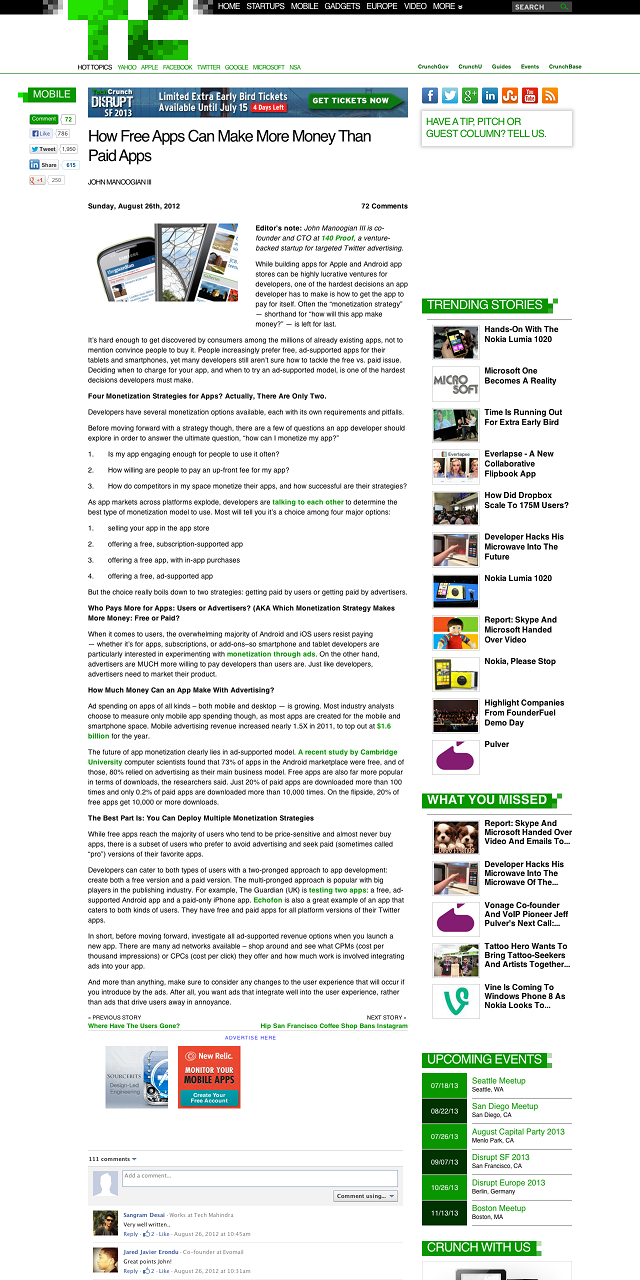 HOME STARTUPS MOBILE GADGETS EUROPE VIDEO MORE
SEARCH
HOT TOPICS YAHOO APPLE FACEBOOK TWITTER GOOGLE MICROSOFT NSA
CrunchGov CrunchU Guides Events CrunchBase
MOBILE
Comment 72
Like 786
Tweet 1,950
Share 615
+1 250
DISRUPT
SF 2013
Limited Extra Early Bird Tickets
Available Until July 15 4 Days Left
GET TICKETS NOW
How Free Apps Can Make More Money Than
Paid Apps
JOHN MANOOGIAN III
Sunday, August 26th, 2012
72 Comments
theguardian
Editor's note: John Manoogian III is co-
founder and CTO at 140 Proof, a venture-
backed startup for targeted Twitter advertising.
While building apps for Apple and Android app
stores can be highly lucrative ventures for
developers, one of the hardest decisions an app
developer has to make is how to get the app to
pay for itself. Often the "monetization strategy"
— shorthand for "how will this app make
money?" — is left for last.
It's hard enough to get discovered by consumers among the millions of already existing apps, not to
mention convince people to buy it. People increasingly prefer free, ad-supported apps for their
tablets and smartphones, yet many developers still aren't sure how to tackle the free vs. paid issue.
Deciding when to charge for your app, and when to try an ad-supported model, is one of the hardest
decisions developers must make.
Four Monetization Strategies for Apps? Actually, There Are Only Two.
Developers have several monetization options available, each with its own requirements and pitfalls.
Before moving forward with a strategy though, there are a few of questions an app developer should
explore in order to answer the ultimate question, "how can I monetize my app?"
1. Is my app engaging enough for people to use it often?
2. How willing are people to pay an up-front fee for my app?
3. How do competitors in my space monetize their apps, and how successful are their strategies?
As app markets across platforms explode, developers are talking to each other to determine the
best type of monetization model to use. Most will tell you it's a choice among four major options:
1. selling your app in the app store
2. offering a free, subscription-supported app
3. offering a free app, with in-app purchases
4. offering a free, ad-supported app
But the choice really boils down to two strategies: getting paid by users or getting paid by advertisers.
Who Pays More for Apps: Users or Advertisers? (AKA Which Monetization Strategy Makes
More Money: Free or Paid?
When it comes to users, the overwhelming majority of Android and iOS users resist paying
— whether it's for apps, subscriptions, or add-ons–so smartphone and tablet developers are
particularly interested in experimenting with monetization through ads. On the other hand,
advertisers are MUCH more willing to pay developers than users are. Just like developers,
advertisers need to market their product.
How Much Money Can an App Make With Advertising?
Ad spending on apps of all kinds – both mobile and desktop — is growing. Most industry analysts
choose to measure only mobile app spending though, as most apps are created for the mobile and
smartphone space. Mobile advertising revenue increased nearly 1.5X in 2011, to top out at $1.6
billion for the year.
The future of app monetization clearly lies in ad-supported model. A recent study by Cambridge
University computer scientists found that 73% of apps in the Android marketplace were free, and of
those, 80% relied on advertising as their main business model. Free apps are also far more popular
in terms of downloads, the researchers said. Just 20% of paid apps are downloaded more than 100
times and only 0.2% of paid apps are downloaded more than 10,000 times. On the flipside, 20% of
free apps get 10,000 or more downloads.
The Best Part Is: You Can Deploy Multiple Monetization Strategies
While free apps reach the majority of users who tend to be price-sensitive and almost never buy
apps, there is a subset of users who prefer to avoid advertising and seek paid (sometimes called
"pro") versions of their favorite apps.
Developers can cater to both types of users with a two-pronged approach to app development:
create both a free version and a paid version. The multi-pronged approach is popular with big
players in the publishing industry. For example, The Guardian (UK) is testing two apps: a free, ad-
supported Android app and a paid-only iPhone app. Echofon is also a great example of an app that
caters to both kinds of users. They have free and paid apps for all platform versions of their Twitter
apps.
In short, before moving forward, investigate all ad-supported revenue options when you launch a
new app. There are many ad networks available – shop around and see what CPMs (cost per
thousand impressions) or CPCs (cost per click) they offer and how much work is involved integrating
ads into your app.
And more than anything, make sure to consider any changes to the user experience that will occur if
you introduce by the ads. After all, you want ads that integrate well into the user experience, rather
than ads that drive users away in annoyance.
« PREVIOUS STORY
Where Have The Users Gone?
NEXT STORY »
Hip San Francisco Coffee Shop Bans Instagram
ADVERTISE HERE
SOURCEBITS
Design-Led
Engineering
New Relic.
MONITOR YOUR
MOBILE APPS
Create Your
Free Account
111 comments
Add a comment...
Comment using...
Sangram Desai · Works at Tech Mahindra
Very well written..
Reply · 2 · Like · August 26, 2012 at 10:45am
Jared Javier Erondu · Co-founder at Evomail
Great points John!
Reply · 2 · Like · August 26, 2012 at 10:31am
HAVE A TIP, PITCH OR
GUEST COLUMN? TELL US.
TRENDING STORIES
Hands-On With The
Nokia Lumia 1020
MICROSOFT
Microsoft One
Becomes A Reality
Time Is Running Out
For Extra Early Bird
Everlapse
Everlapse - A New
Collaborative
Flipbook App
How Did Dropbox
Scale To 175M Users?
Developer Hacks His
Microwave Into The
Future
Nokia Lumia 1020
Report: Skype And
Microsoft Handed
Over Video
Nokia, Please Stop
Highlight Companies
From FounderFuel
Demo Day
Pulver
WHAT YOU MISSED
Report: Skype And
Microsoft Handed Over
Video And Emails To...
Developer Hacks His
Microwave Into The
Microwave Of The...
Vonage Co-founder
And VoIP Pioneer Jeff
Pulver's Next Call:...
Tattoo Hero Wants To
Bring Tattoo-Seekers
And Artists Together...
Vine Is Coming To
Windows Phone 8 As
Nokia Looks To...
UPCOMING EVENTS
07/18/13 Seattle Meetup
Seattle, WA
08/22/13 San Diego Meetup
San Diego, CA
07/26/13 August Capital Party 2013
Menlo Park, CA
09/07/13 Disrupt SF 2013
San Francisco, CA
10/26/13 Disrupt Europe 2013
Berlin, Germany
11/13/13 Boston Meetup
Boston, MA
CRUNCH WITH US